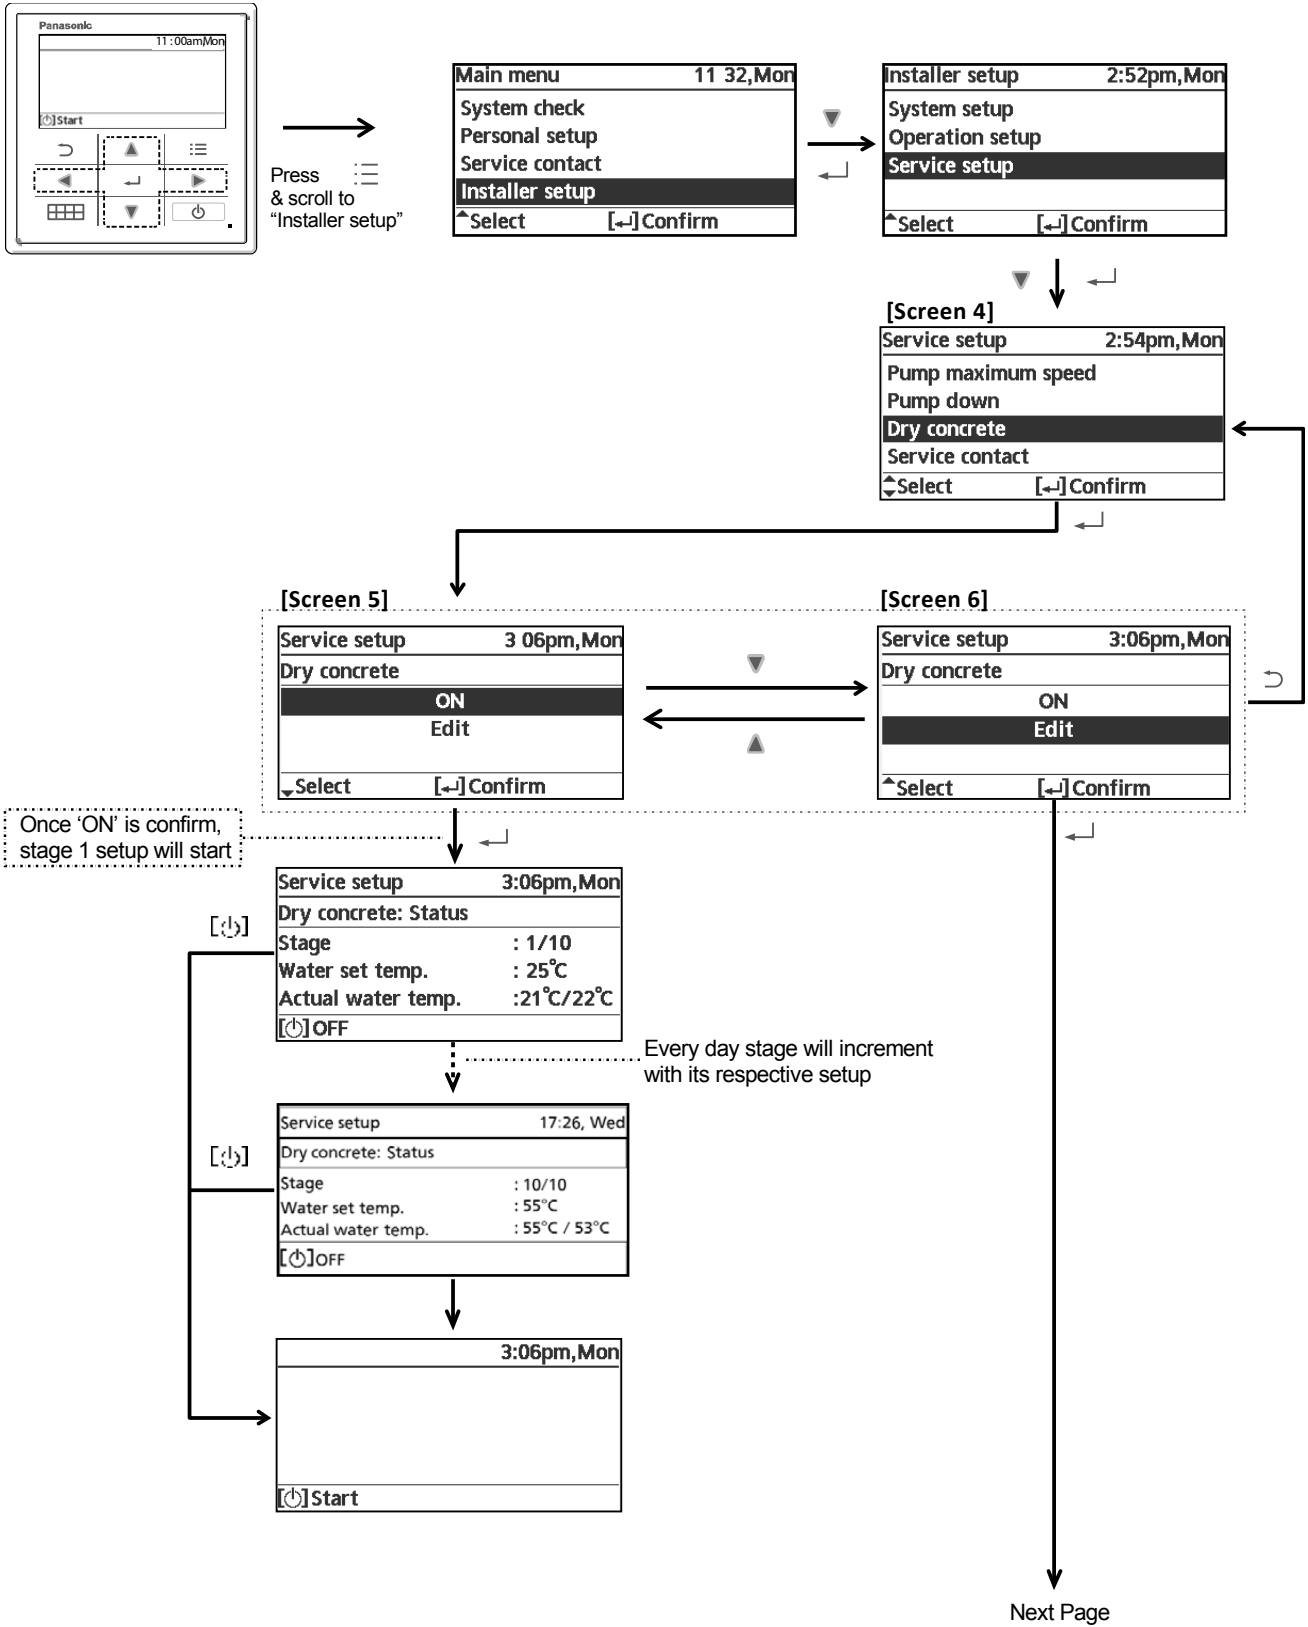 Panasonic
11:00am,Mon
[⏻]Start
Press
& scroll to
“Installer setup”
Main menu 11 32,Mon
System check
Personal setup
Service contact
Installer setup
Select [↵]Confirm
Installer setup 2:52pm,Mon
System setup
Operation setup
Service setup
Select [↵]Confirm
[Screen 4]
Service setup 2:54pm,Mon
Pump maximum speed
Pump down
Dry concrete
Service contact
Select [↵]Confirm
[Screen 5]
Service setup 3 06pm,Mon
Dry concrete
ON
Edit
Select [↵]Confirm
[Screen 6]
Service setup 3:06pm,Mon
Dry concrete
ON
Edit
Select [↵]Confirm
Once ‘ON’ is confirm,
stage 1 setup will start
Service setup 3:06pm,Mon
Dry concrete: Status
Stage : 1/10
Water set temp. : 25°C
Actual water temp. :21°C/22°C
[⏻]OFF
[⏻]
Every day stage will increment
with its respective setup
Service setup 17:26, Wed
Dry concrete: Status
Stage : 10/10
Water set temp. : 55°C
Actual water temp. : 55°C / 53°C
[⏻]OFF
[⏻]
3:06pm,Mon
[⏻]Start
Next Page